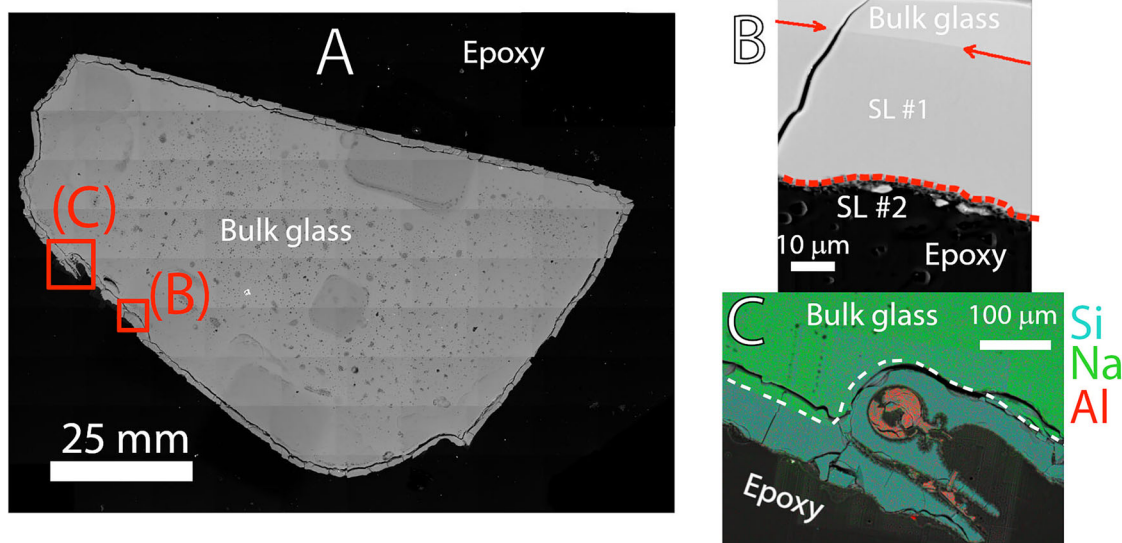 A
Epoxy
(C)
Bulk glass
(B)
25 mm
B
Bulk glass
SL #1
SL #2
10 μm
Epoxy
C
Bulk glass
100 μm
Si
Na
Al
Epoxy